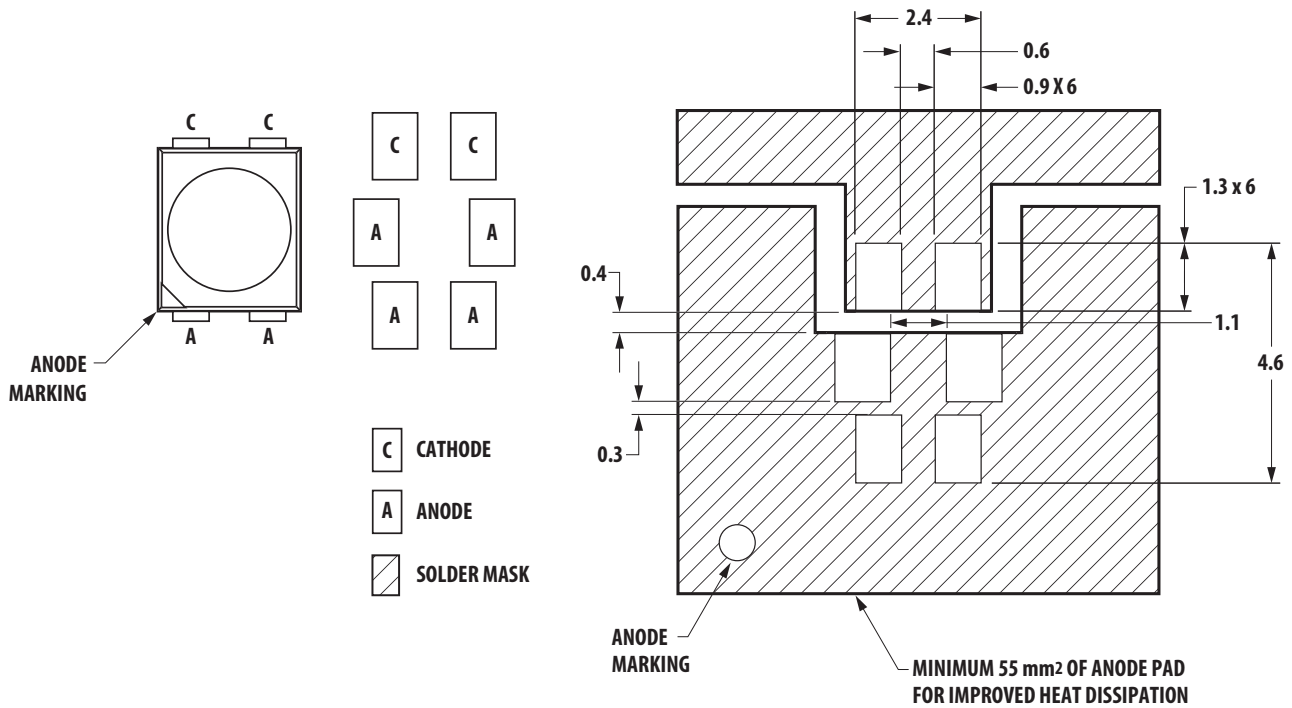 2.4
0.6
0.9 X 6
C C
C C
1.3 x 6
A A
0.4
A A
1.1
A A
ANODE
MARKING
4.6
0.3
C CATHODE
A ANODE
SOLDER MASK
ANODE
MARKING
MINIMUM 55 mm2 OF ANODE PAD
FOR IMPROVED HEAT DISSIPATION